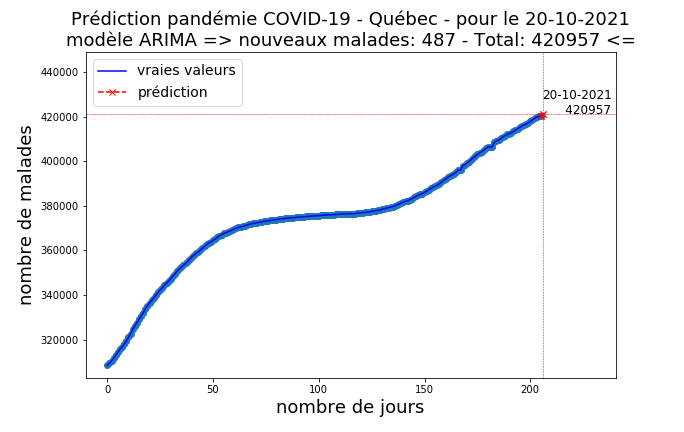 Prédiction pandémie COVID-19 - Québec - pour le 20-10-2021
modèle ARIMA => nouveaux malades: 487 - Total: 420957 <=
vraies valeurs
prédiction
20-10-2021
420957
440000
420000
400000
380000
360000
340000
320000
nombre de malades
0 50 100 150 200
nombre de jours